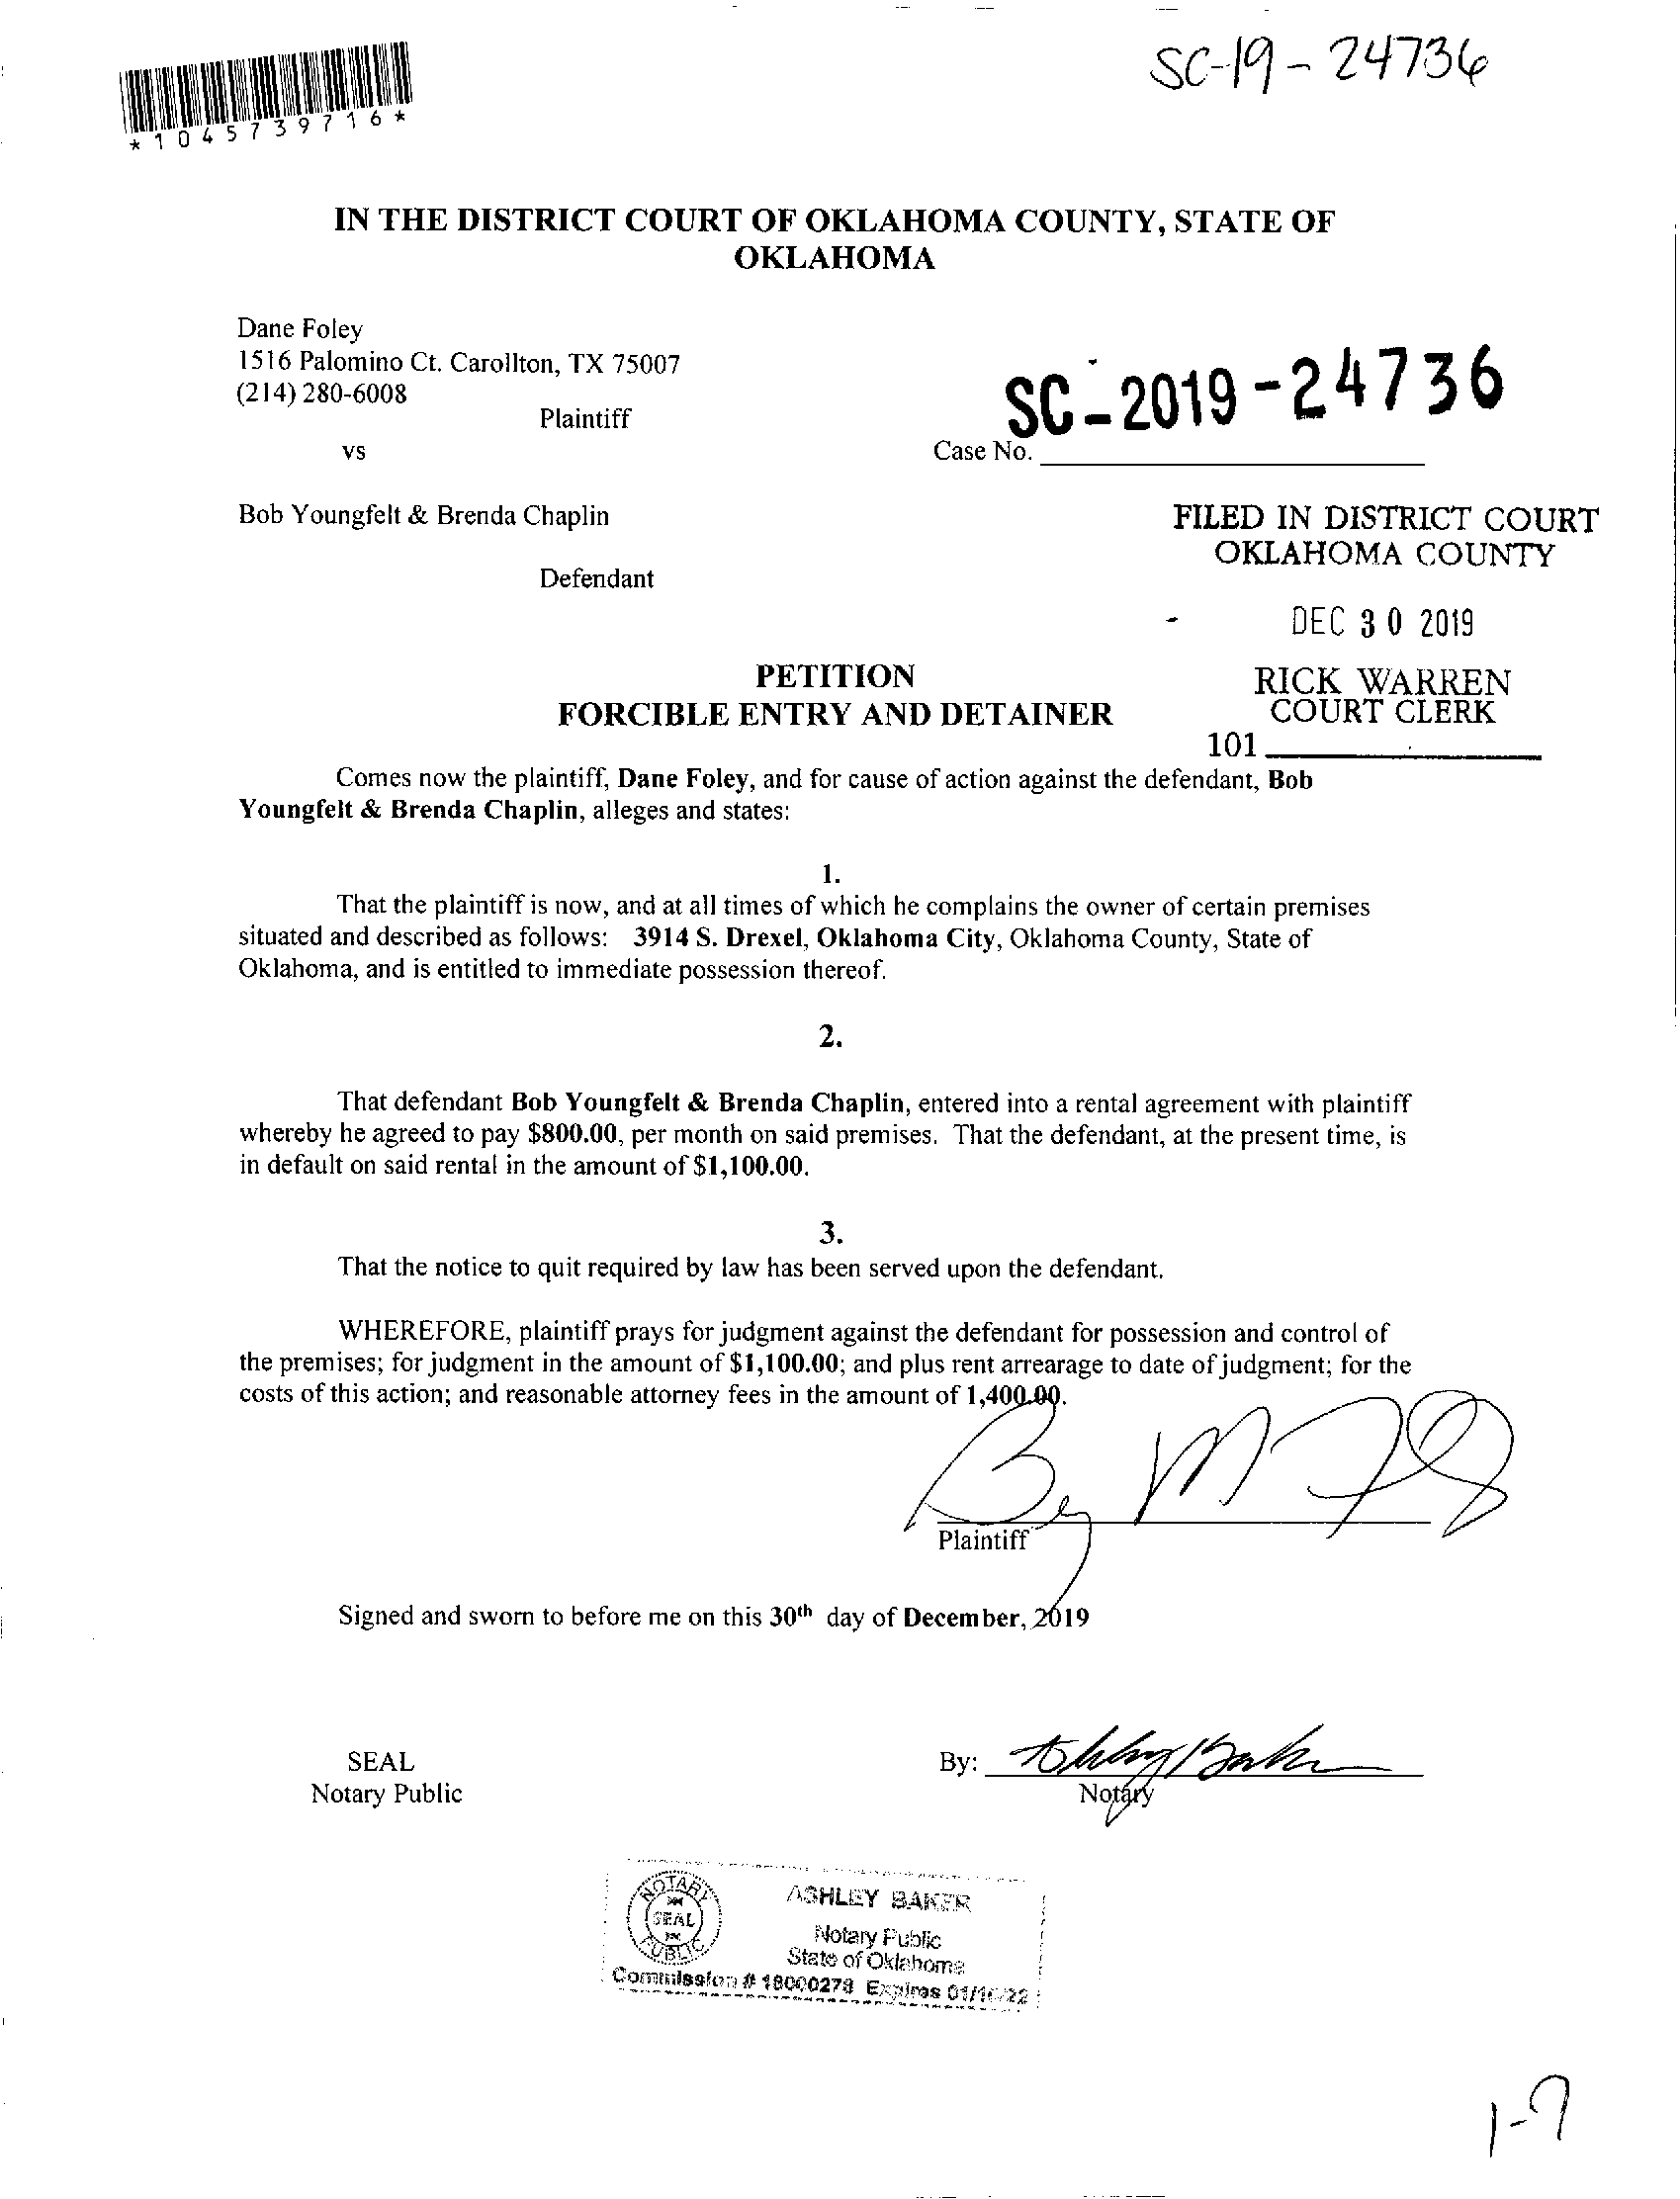 SC-19-24736
*1045739716*
IN THE DISTRICT COURT OF OKLAHOMA COUNTY, STATE OF
OKLAHOMA
Dane Foley
1516 Palomino Ct. Carollton, TX 75007
(214) 280-6008
Plaintiff
SC-2019-24736
vs
Case No.
Bob Youngfelt & Brenda Chaplin
FILED IN DISTRICT COURT
OKLAHOMA COUNTY
Defendant
DEC 30 2019
PETITION
RICK WARREN
FORCIBLE ENTRY AND DETAINER
COURT CLERK
101
Comes now the plaintiff, Dane Foley, and for cause of action against the defendant, Bob
Youngfelt & Brenda Chaplin, alleges and states:
1.
That the plaintiff is now, and at all times of which he complains the owner of certain premises
situated and described as follows: 3914 S. Drexel, Oklahoma City, Oklahoma County, State of
Oklahoma, and is entitled to immediate possession thereof.
2.
That defendant Bob Youngfelt & Brenda Chaplin, entered into a rental agreement with plaintiff
whereby he agreed to pay $800.00, per month on said premises. That the defendant, at the present time, is
in default on said rental in the amount of $1,100.00.
3.
That the notice to quit required by law has been served upon the defendant.
WHEREFORE, plaintiff prays for judgment against the defendant for possession and control of
the premises; for judgment in the amount of $1,100.00; and plus rent arrearage to date of judgment; for the
costs of this action; and reasonable attorney fees in the amount of 1,400.00.
Plaintiff
Signed and sworn to before me on this 30th day of December, 2019
SEAL
By: Ashley Baker
Notary Public
Notary
NOTARY
SEAL
PUBLIC
ASHLEY BAKER
Notary Public
State of Oklahoma
Commission # 18000278 Expires 01/10/22
1-7